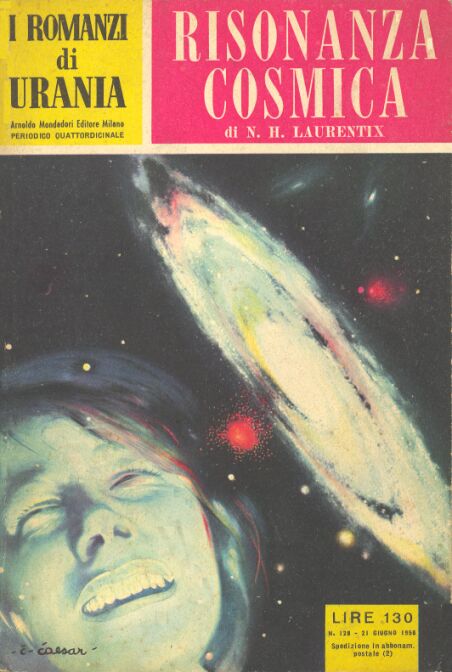 I ROMANZI
di
URANIA
Arnoldo Mondadori Editore Milano
PERIODICO QUATTORDICINALE
RISONANZA
COSMICA
di N. H. LAURENTIX
-c- caesar-
LIRE 130
N. 128 - 21 GIUGNO 1956
Spedizione in abbonam.
postale (2)